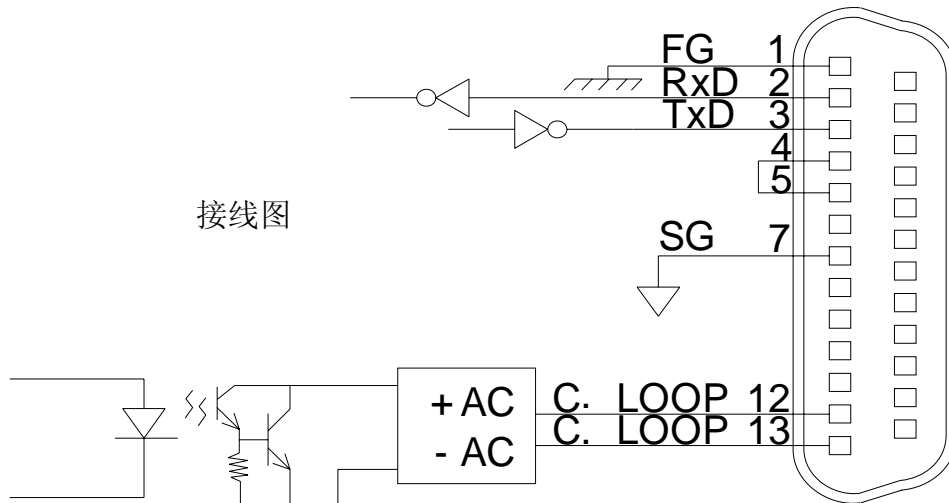 FG 1
RxD 2
TxD 3
4
5
接线图
SG 7
+ AC C. LOOP 12
- AC C. LOOP 13